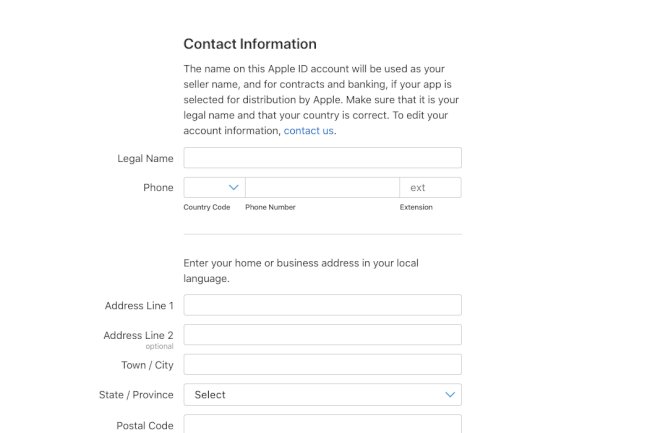 Contact Information
The name on this Apple ID account will be used as your
seller name, and for contracts and banking, if your app is
selected for distribution by Apple. Make sure that it is your
legal name and that your country is correct. To edit your
account information, contact us.
Legal Name
Phone
ext
Country Code Phone Number Extension
Enter your home or business address in your local
language.
Address Line 1
Address Line 2
optional
Town / City
State / Province Select
Postal Code